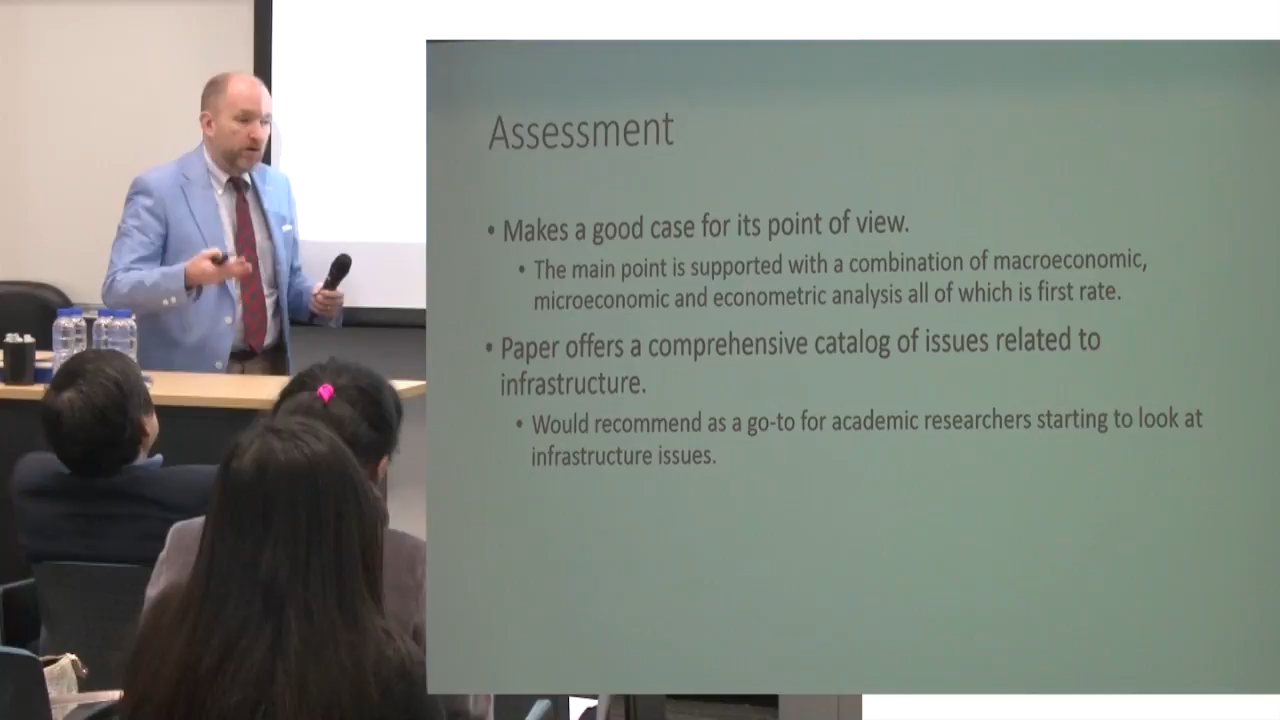 Assessment
• Makes a good case for its point of view.
• The main point is supported with a combination of macroeconomic,
microeconomic and econometric analysis all of which is first rate.
• Paper offers a comprehensive catalog of issues related to
infrastructure.
• Would recommend as a go-to for academic researchers starting to look at
infrastructure issues.